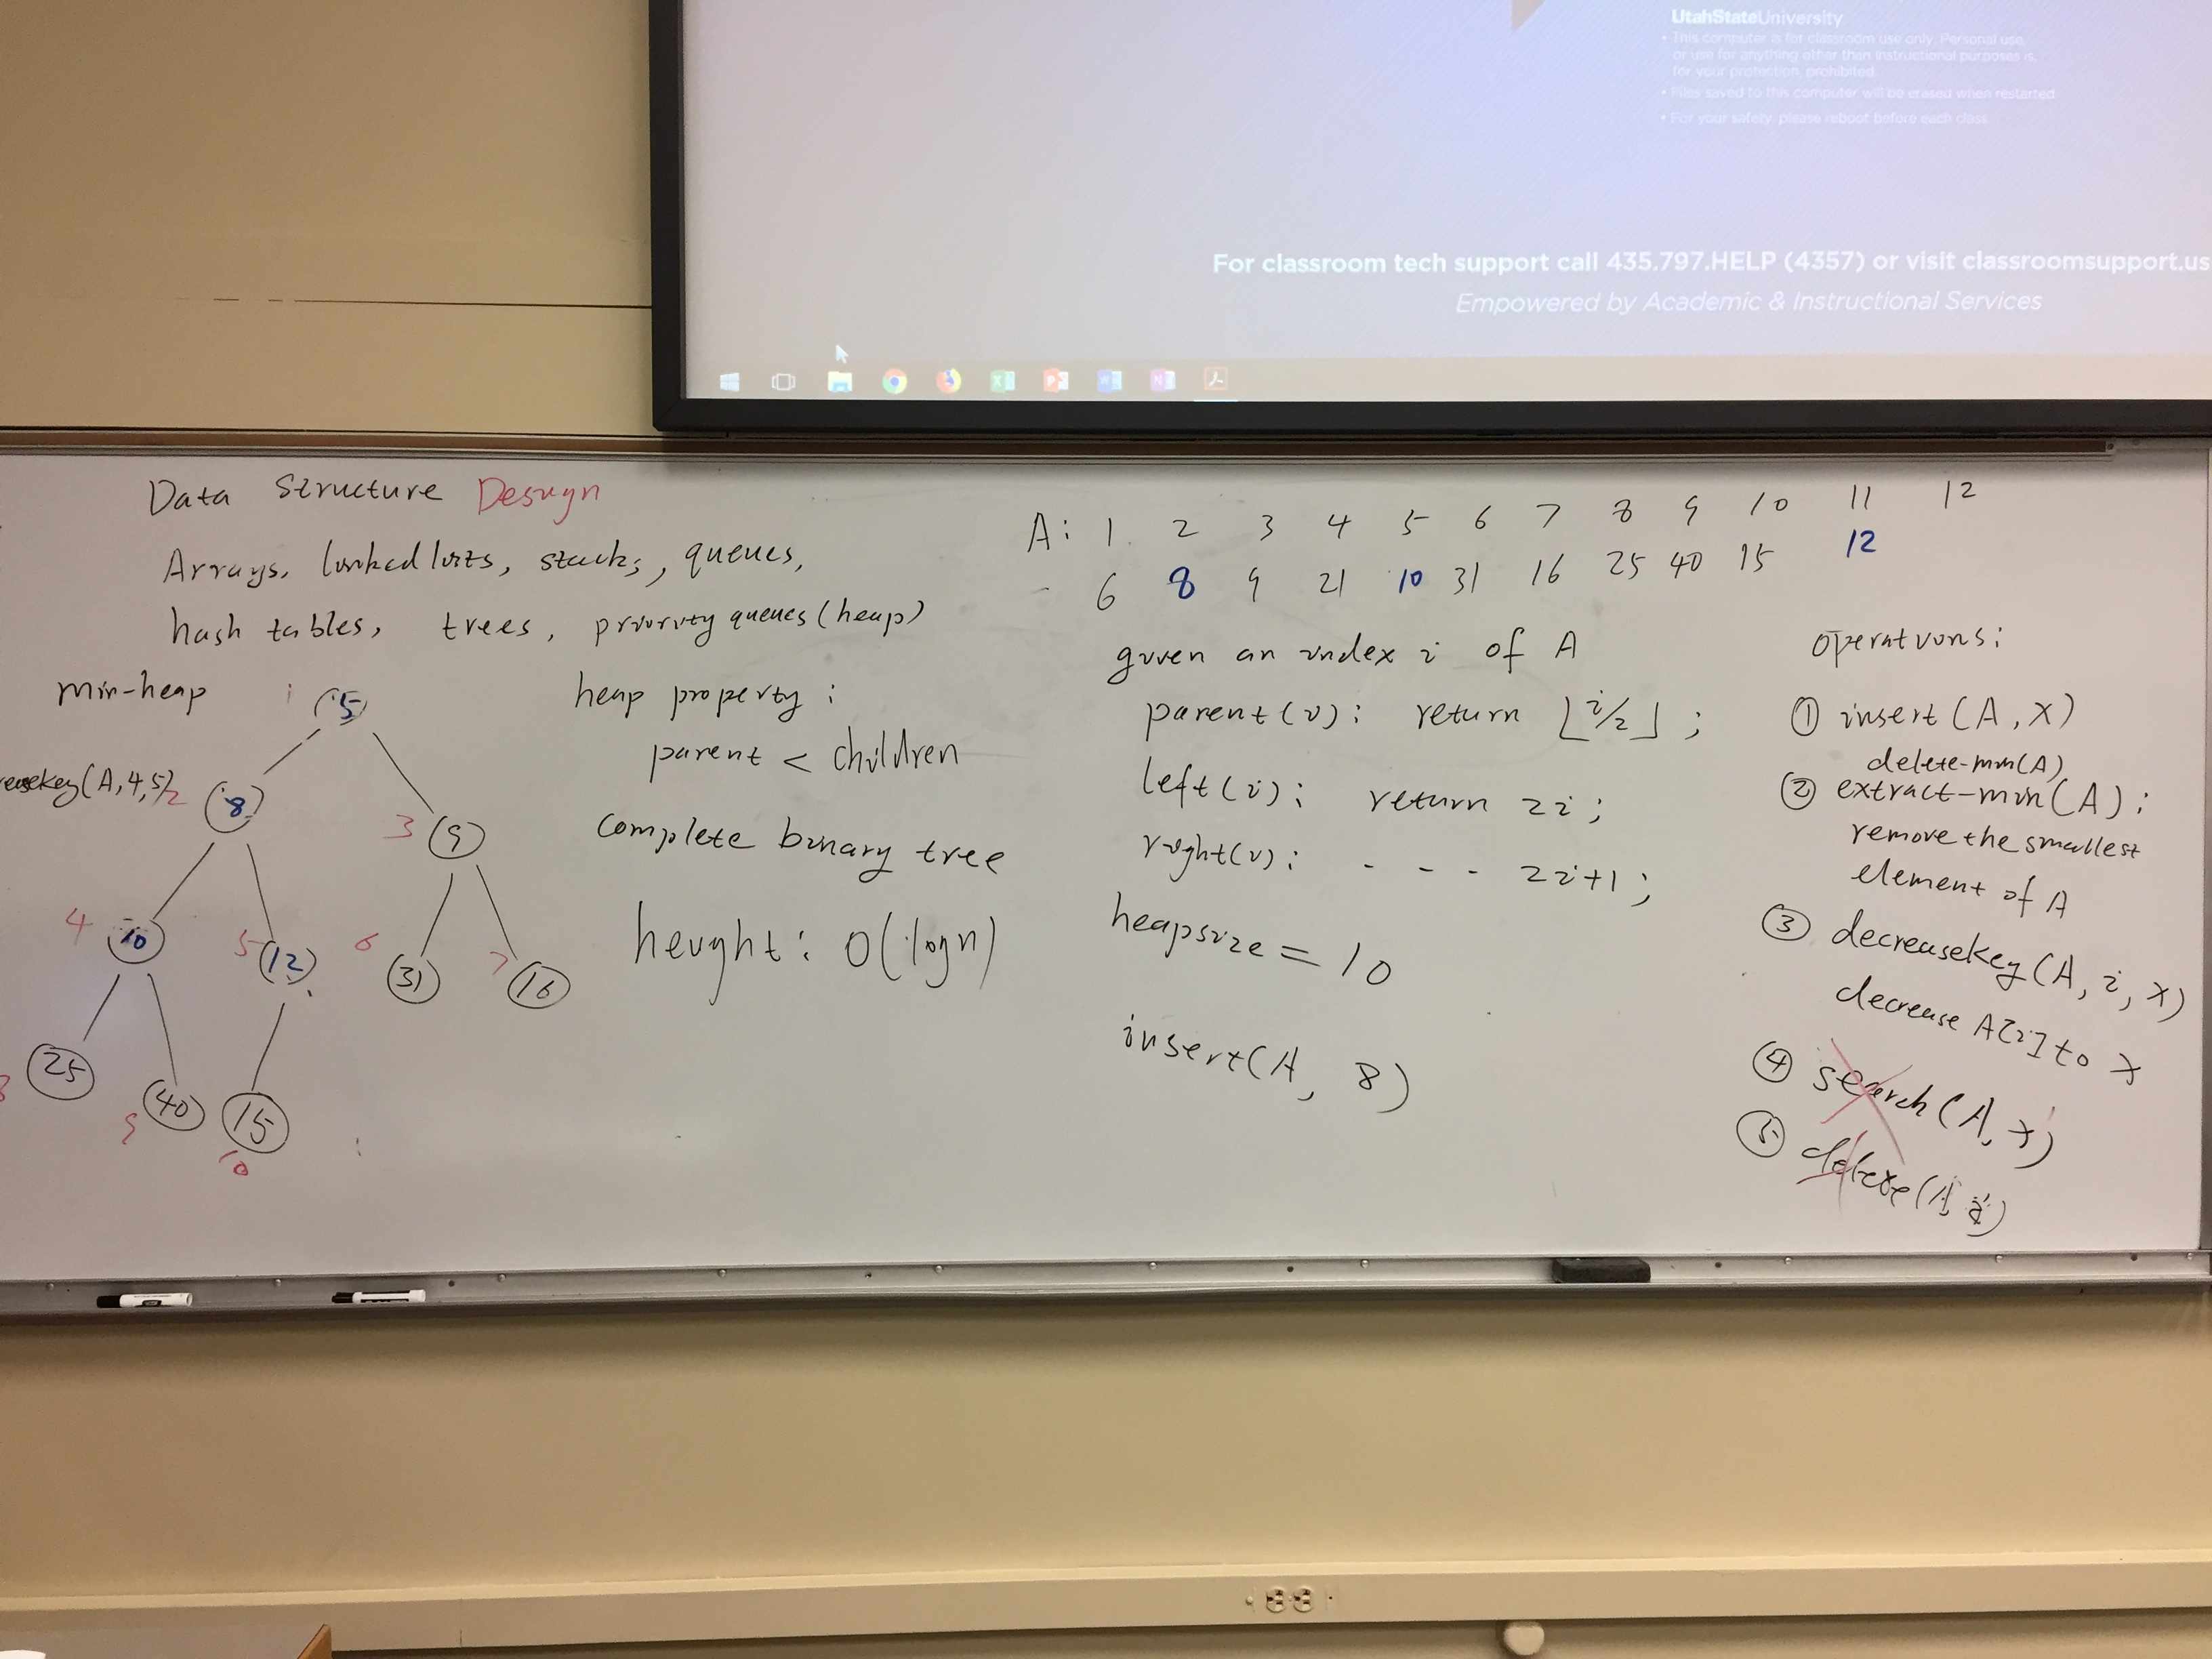 UtahStateUniversity
• This computer is for classroom use only. Personal use,
or use for anything other than instructional purposes is,
for your protection, prohibited.
• Files saved to this computer will be erased when restarted.
• For your safety, please reboot before each class.
For classroom tech support call 435.797.HELP (4357) or visit classroomsupport.us
Empowered by Academic & Instructional Services
Data Structure Design
Arrays, linked lists, stacks, queues,
hash tables, trees, priority queues (heap)
min-heap
5
ecreasekey(A,4,5)
2 8
3 9
4 10
5 12
6 31
7 16
8 25
9 40
10 15
heap property:
parent < children
complete binary tree
height: O(log n)
A: 1 2 3 4 5 6 7 8 9 10 11 12
6 8 9 21 10 31 16 25 40 15 12
given an index i of A
parent(i): return ⌊i/2⌋;
left(i): return 2i;
right(i): - - - 2i+1;
heapsize = 10
insert(A, 8)
operations:
① insert(A, x)
delete-min(A)
② extract-min(A):
remove the smallest
element of A
③ decreasekey(A, i, x)
decrease A[i] to x
④ search(A, x)
⑤ delete(A, i)